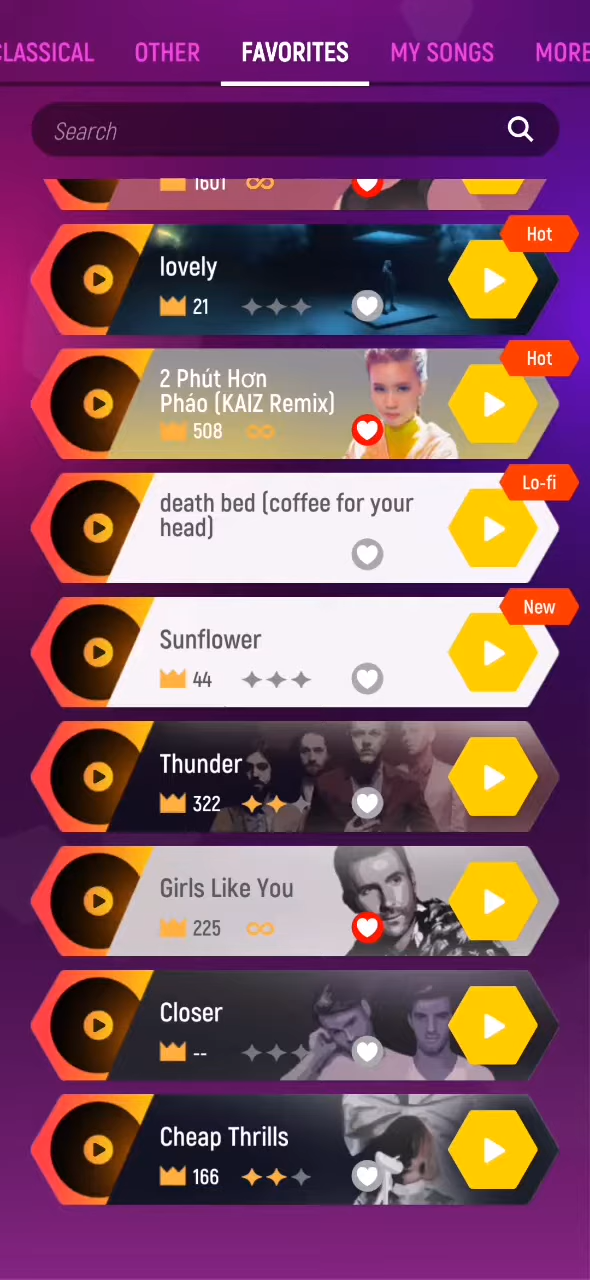 CLASSICAL OTHER FAVORITES MY SONGS MORE
Search
1601
Hot
lovely
21
Hot
2 Phút Hơn
Pháo (KAIZ Remix)
508
Lo-fi
death bed (coffee for your
head)
New
Sunflower
44
Thunder
322
Girls Like You
225
Closer
--
Cheap Thrills
166